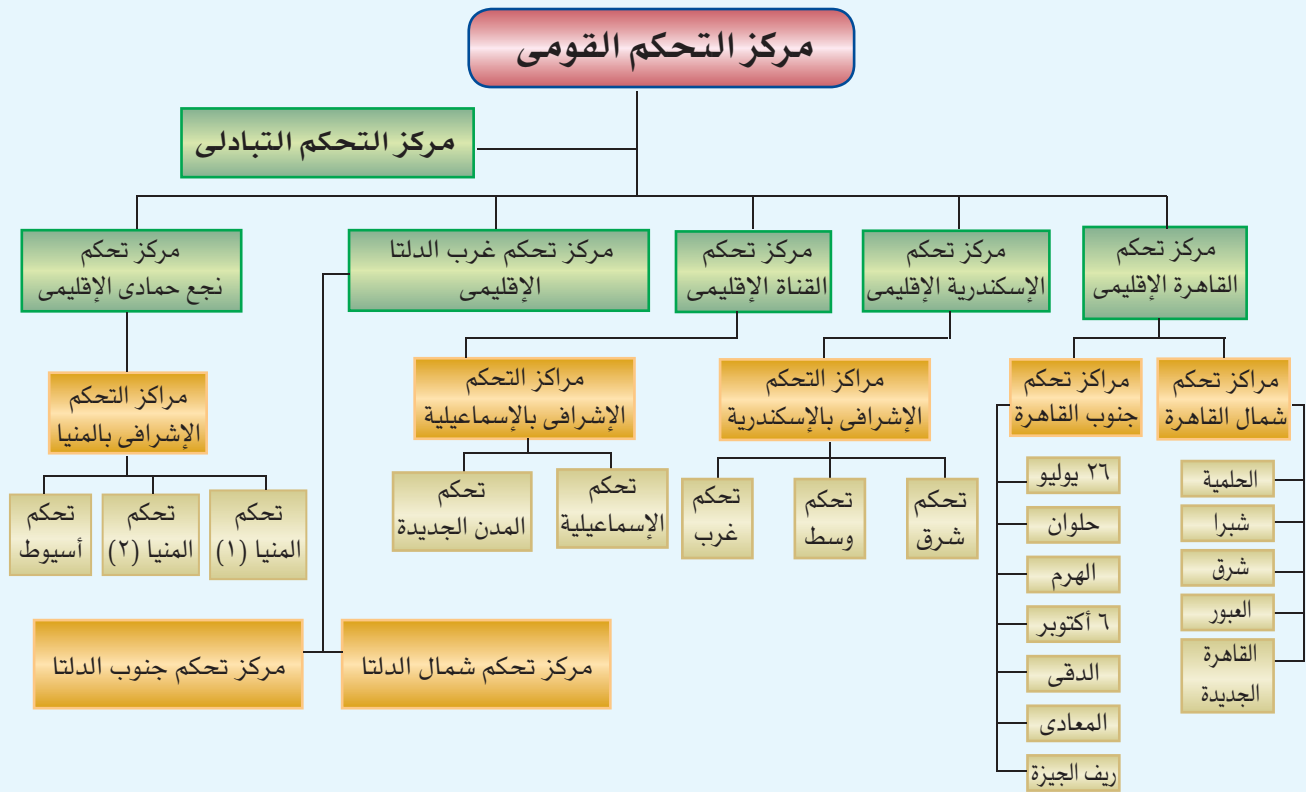 مركز التحكم القومى
مركز التحكم التبادلى
مركز تحكم
القاهرة الإقليمى
مركز تحكم
الإسكندرية الإقليمى
مركز تحكم
القناة الإقليمى
مركز تحكم غرب الدلتا
الإقليمى
مركز تحكم
نجع حمادى الإقليمى
مراكز تحكم
شمال القاهرة
مراكز تحكم
جنوب القاهرة
مراكز التحكم
الإشرافى بالإسكندرية
مراكز التحكم
الإشرافى بالإسماعيلية
مراكز التحكم
الإشرافى بالمنيا
الحلمية
شبرا
شرق
العبور
القاهرة
الجديدة
٢٦ يوليو
حلوان
الهرم
٦ أكتوبر
الدقى
المعادى
ريف الجيزة
تحكم
شرق
تحكم
وسط
تحكم
غرب
تحكم
الإسماعيلية
تحكم
المدن الجديدة
تحكم
المنيا (١)
تحكم
المنيا (٢)
تحكم
أسيوط
مركز تحكم شمال الدلتا
مركز تحكم جنوب الدلتا